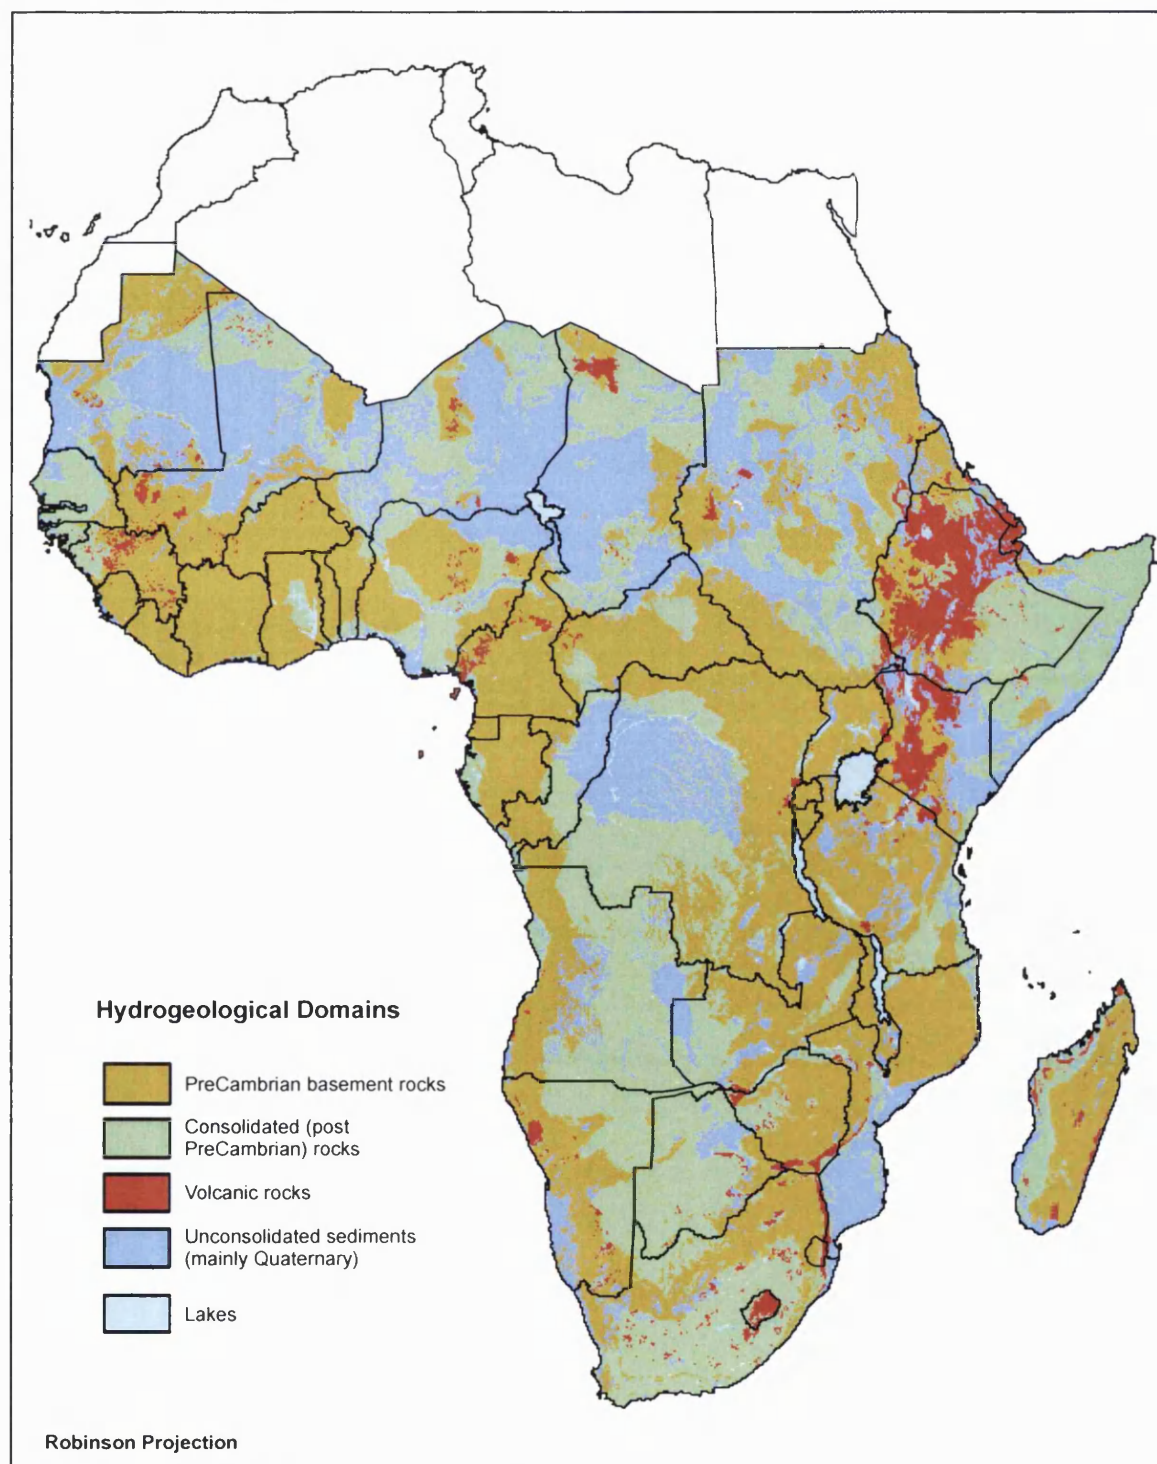 Hydrogeological Domains
PreCambrian basement rocks
Consolidated (post
PreCambrian) rocks
Volcanic rocks
Unconsolidated sediments
(mainly Quaternary)
Lakes
Robinson Projection